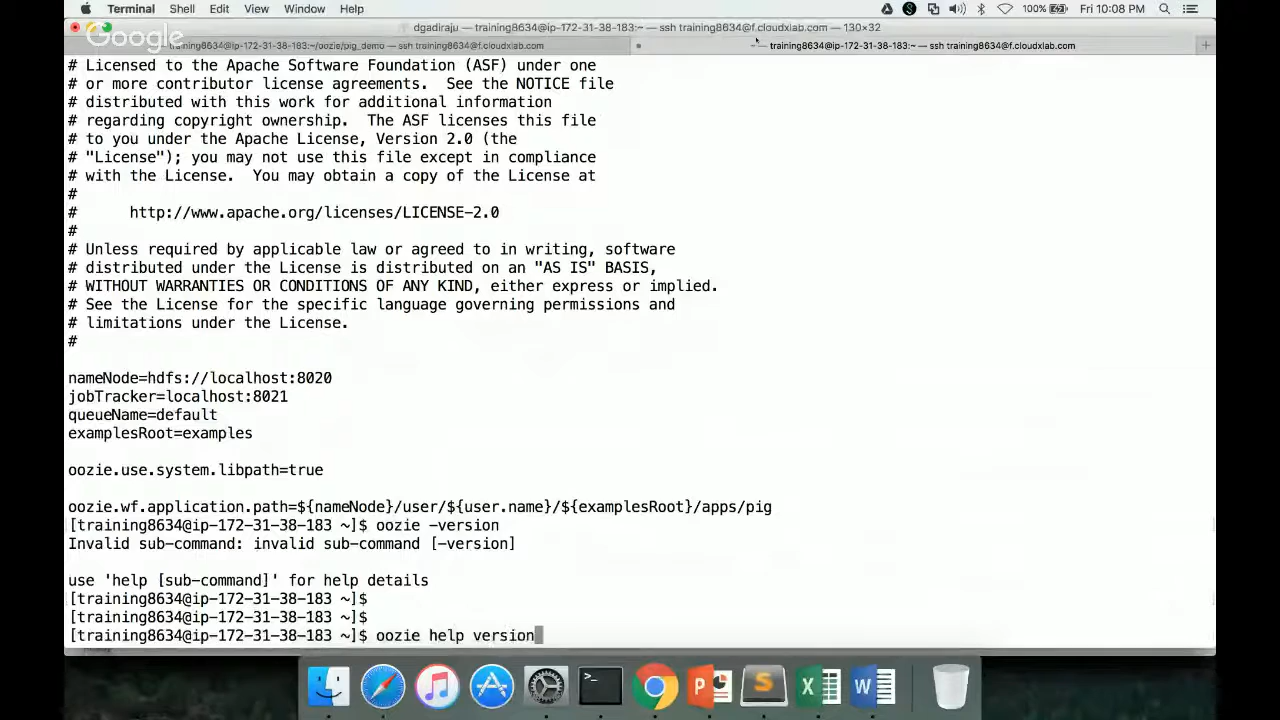 Terminal Shell Edit View Window Help 100% Fri 10:08 PM
dgadiraju — training8634@ip-172-31-38-183:~ — ssh training8634@f.cloudxlab.com — 130×32
Google
training8634@ip-172-31-38-183:~/oozie/pig_demo — ssh training8634@f.cloudxlab.com
~ — training8634@ip-172-31-38-183:~ — ssh training8634@f.cloudxlab.com
# Licensed to the Apache Software Foundation (ASF) under one
# or more contributor license agreements.  See the NOTICE file
# distributed with this work for additional information
# regarding copyright ownership.  The ASF licenses this file
# to you under the Apache License, Version 2.0 (the
# "License"); you may not use this file except in compliance
# with the License.  You may obtain a copy of the License at
#
#      http://www.apache.org/licenses/LICENSE-2.0
#
# Unless required by applicable law or agreed to in writing, software
# distributed under the License is distributed on an "AS IS" BASIS,
# WITHOUT WARRANTIES OR CONDITIONS OF ANY KIND, either express or implied.
# See the License for the specific language governing permissions and
# limitations under the License.
#
nameNode=hdfs://localhost:8020
jobTracker=localhost:8021
queueName=default
examplesRoot=examples
oozie.use.system.libpath=true
oozie.wf.application.path=${nameNode}/user/${user.name}/${examplesRoot}/apps/pig
[training8634@ip-172-31-38-183 ~]$ oozie -version
Invalid sub-command: invalid sub-command [-version]
use 'help [sub-command]' for help details
[training8634@ip-172-31-38-183 ~]$
[training8634@ip-172-31-38-183 ~]$
[training8634@ip-172-31-38-183 ~]$ oozie help version